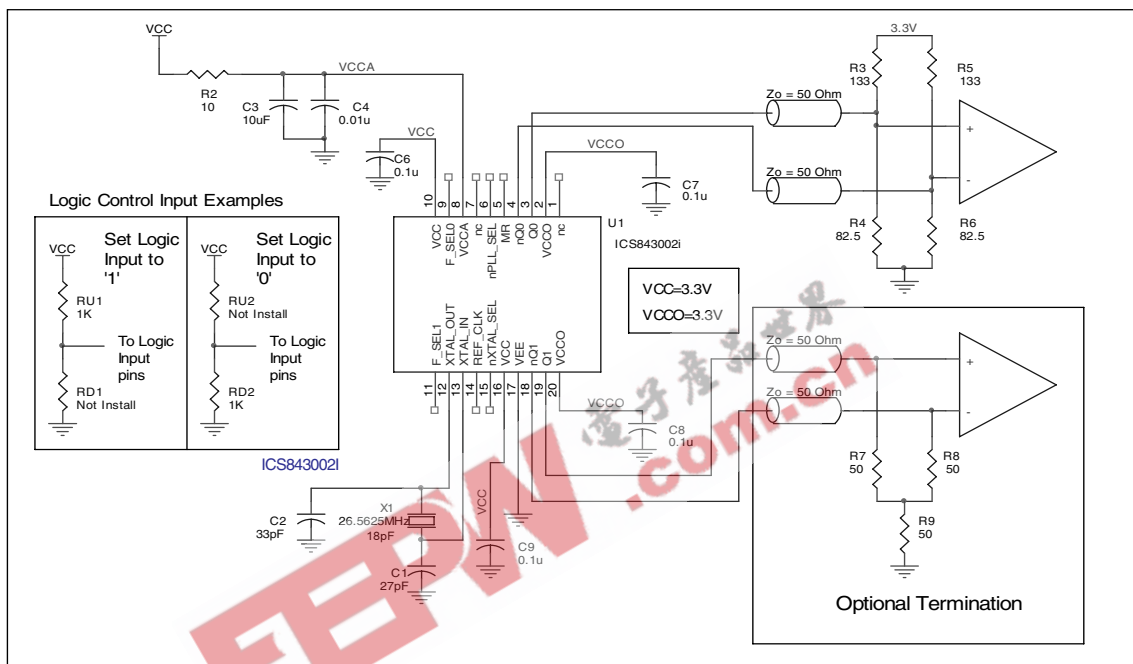 VCC
R2
10
VCCA
C3
10uF
C4
0.01u
VCC
C6
0.1u
VCCO
C7
0.1u
3.3V
R3
133
R5
133
Zo = 50 Ohm
Zo = 50 Ohm
+
-
R4
82.5
R6
82.5
Logic Control Input Examples
Set Logic
Input to
'1'
VCC
RU1
1K
To Logic
Input
pins
RD1
Not Install
Set Logic
Input to
'0'
VCC
RU2
Not Install
To Logic
Input
pins
RD2
1K
ICS843002I
10
9
8
7
6
5
4
3
2
1
VCC
F_SEL0
VCCA
nc
nPLL_SEL
MR
nQ0
Q0
VCCO
nc
U1
ICS843002i
F_SEL1
XTAL_OUT
XTAL_IN
REF_CLK
nXTAL_SEL
VCC
VEE
nQ1
Q1
VCCO
11
12
13
14
15
16
17
18
19
20
VCC=3.3V
VCCO=3.3V
VCCO
C8
0.1u
C2
33pF
X1
26.5625MHz
18pF
C1
27pF
VCC
C9
0.1u
Zo = 50 Ohm
Zo = 50 Ohm
+
-
R7
50
R8
50
R9
50
Optional Termination
電子產品世界
EEPW
.com.cn